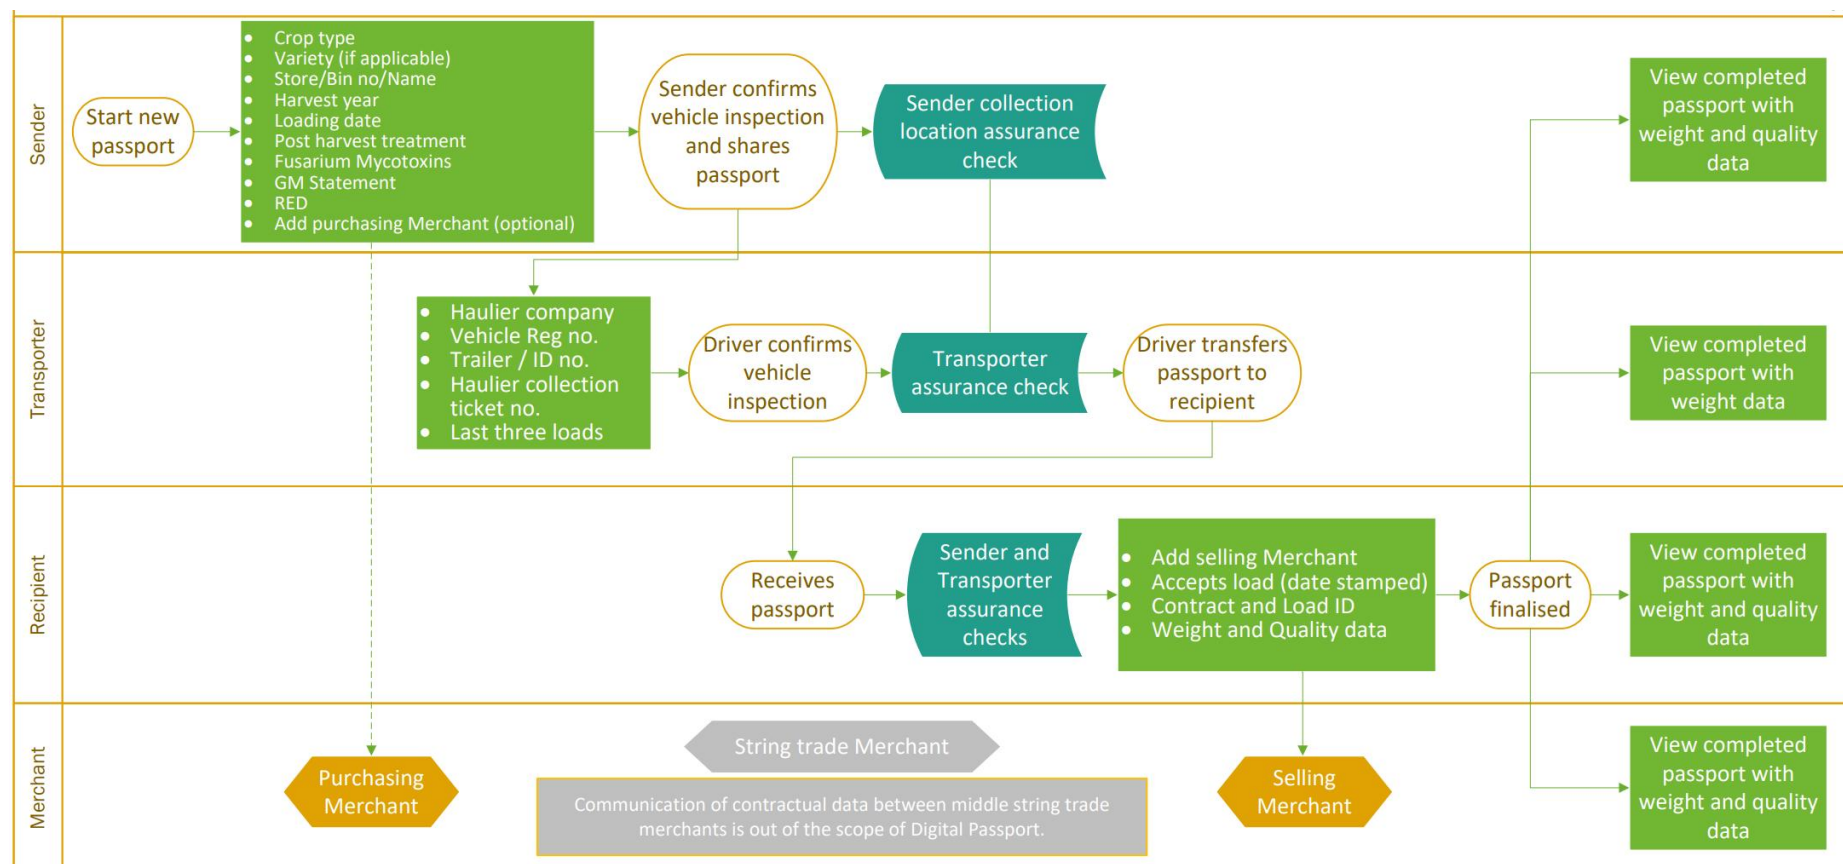 Sender
Start new
passport
Crop type
Variety (if applicable)
Store/Bin no/Name
Harvest year
Loading date
Post harvest treatment
Fusarium Mycotoxins
GM Statement
RED
Add purchasing Merchant (optional)
Sender confirms
vehicle inspection
and shares
passport
Sender collection
location assurance
check
View completed
passport with
weight and quality
data
Transporter
Haulier company
Vehicle Reg no.
Trailer / ID no.
Haulier collection
ticket no.
Last three loads
Driver confirms
vehicle
inspection
Transporter
assurance check
Driver transfers
passport to
recipient
View completed
passport with
weight data
Recipient
Receives
passport
Sender and
Transporter
assurance
checks
Add selling Merchant
Accepts load (date stamped)
Contract and Load ID
Weight and Quality data
Passport
finalised
View completed
passport with
weight and quality
data
Merchant
Purchasing
Merchant
String trade Merchant
Communication of contractual data between middle string trade
merchants is out of the scope of Digital Passport.
Selling
Merchant
View completed
passport with
weight and quality
data